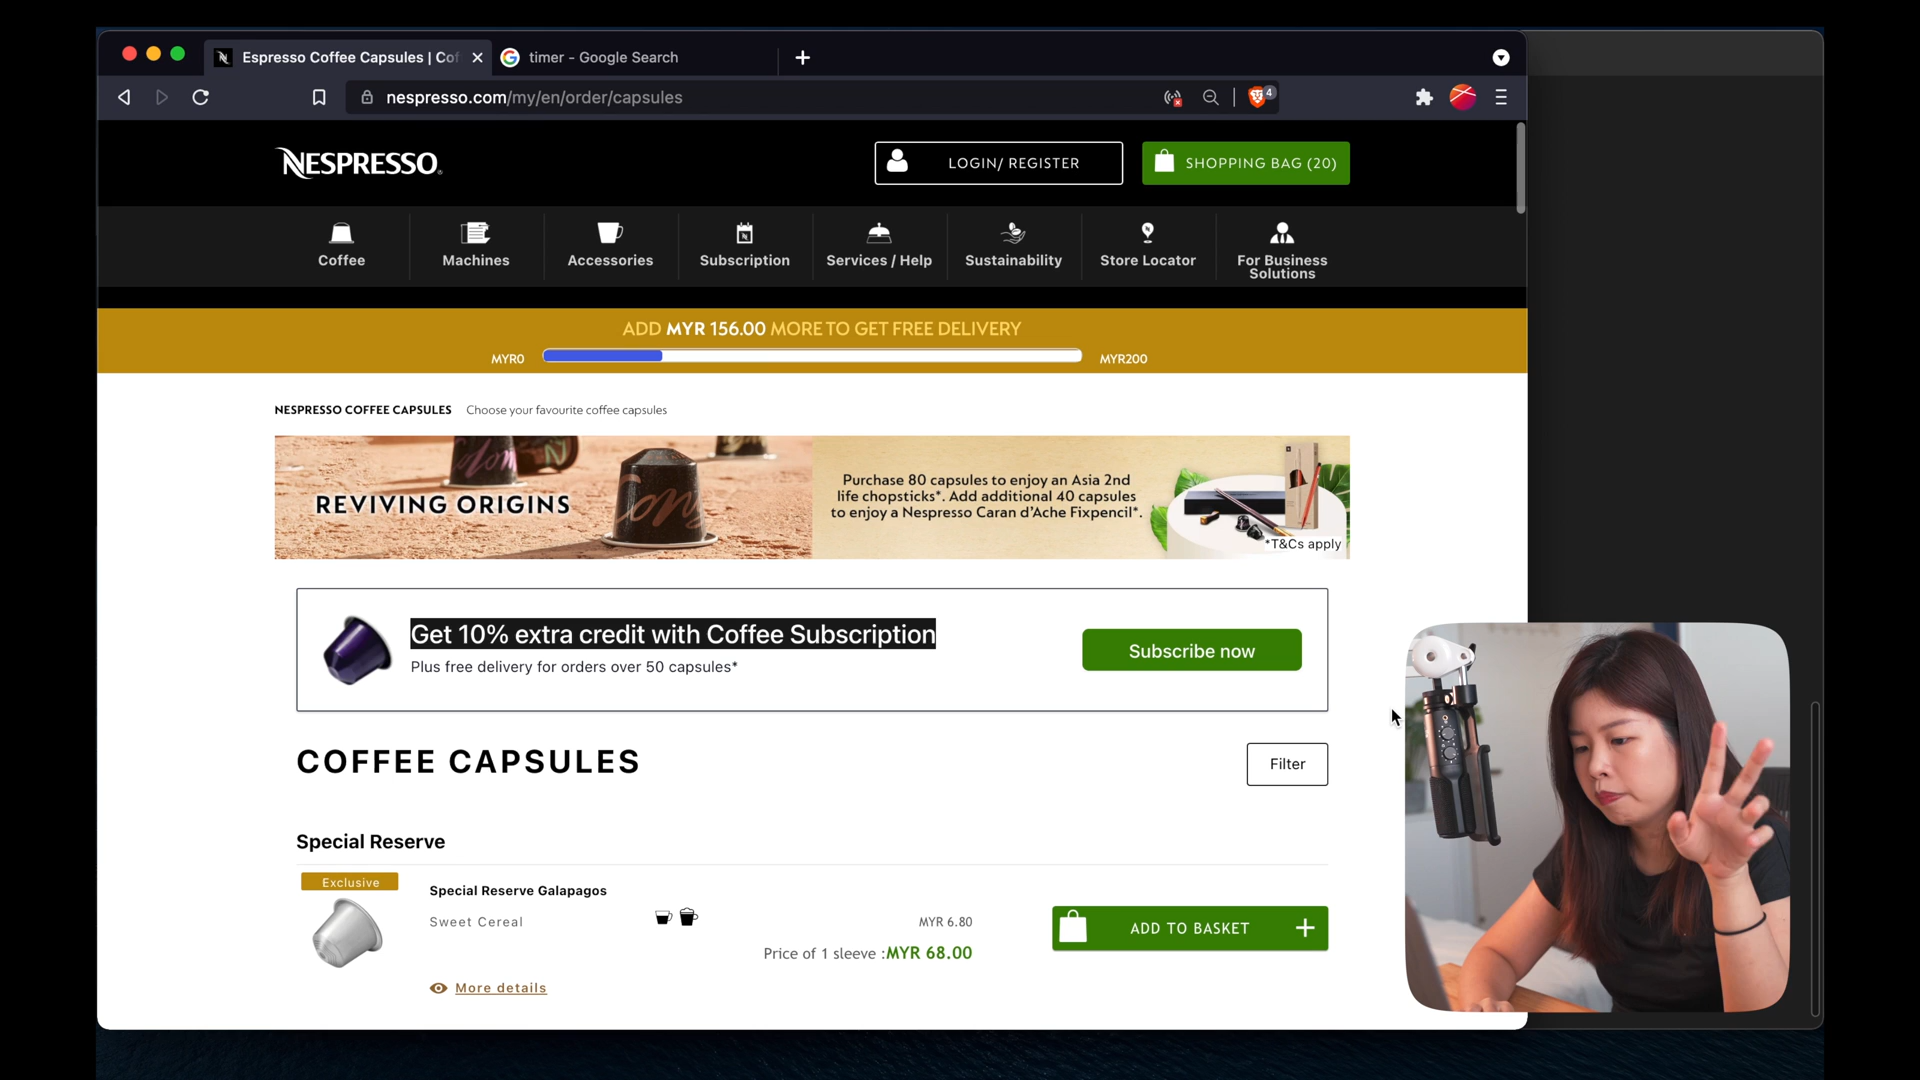 Espresso Coffee Capsules | Cof
timer - Google Search
nespresso.com/my/en/order/capsules
4
NESPRESSO
LOGIN/ REGISTER
SHOPPING BAG (20)
Coffee
Machines
Accessories
Subscription
Services / Help
Sustainability
Store Locator
For Business
Solutions
ADD MYR 156.00 MORE TO GET FREE DELIVERY
MYR0
MYR200
NESPRESSO COFFEE CAPSULES Choose your favourite coffee capsules
REVIVING ORIGINS
Purchase 80 capsules to enjoy an Asia 2nd
life chopsticks*. Add additional 40 capsules
to enjoy a Nespresso Caran d'Ache Fixpencil*.
*T&Cs apply
Get 10% extra credit with Coffee Subscription
Plus free delivery for orders over 50 capsules*
Subscribe now
COFFEE CAPSULES
Filter
Special Reserve
Exclusive
Special Reserve Galapagos
Sweet Cereal
MYR 6.80
Price of 1 sleeve :MYR 68.00
ADD TO BASKET
More details